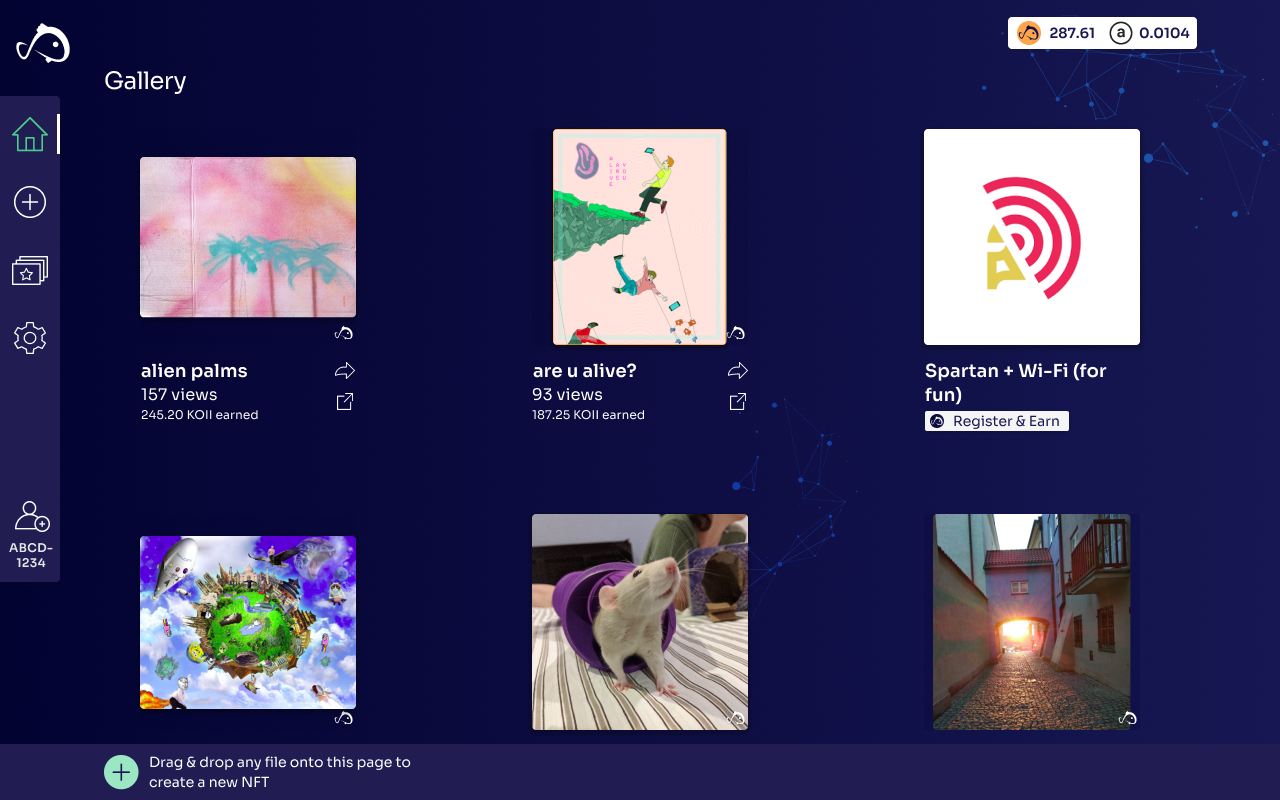 287.61
a 0.0104
Gallery
alien palms
157 views
245.20 KOII earned
are u alive?
93 views
187.25 KOII earned
Spartan + Wi-Fi (for
fun)
Register & Earn
ABCD-
1234
Drag & drop any file onto this page to
create a new NFT